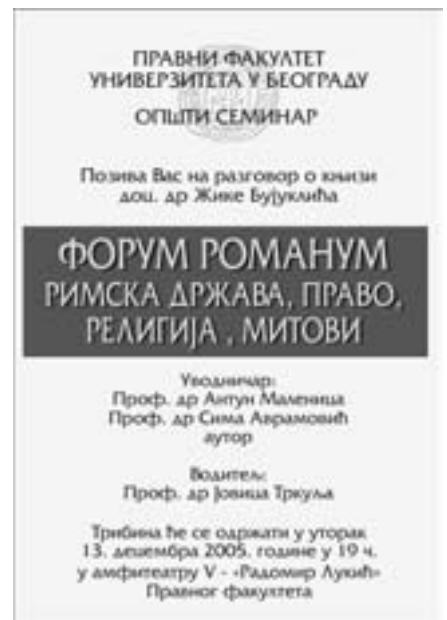 ПРАВНИ ФАКУЛТЕТ
УНИВЕРЗИТЕТА У БЕОГРАДУ
ОПШТИ СЕМИНАР
Позива Вас на разговор о књизи
доц. др Жике Бујуклића
ФОРУМ РОМАНУМ
РИМСКА ДРЖАВА, ПРАВО,
РЕЛИГИЈА , МИТОВИ
Уводничар:
Проф. др Антун Маленица
Проф. др Сима Аврамовић
аутор
Водитељ:
Проф. др Јовица Тркуља
Трибина ће се одржати у уторак
13. децембра 2005. године у 19 ч.
у амфитеатру V - «Радомир Лукић»
Правног факултета